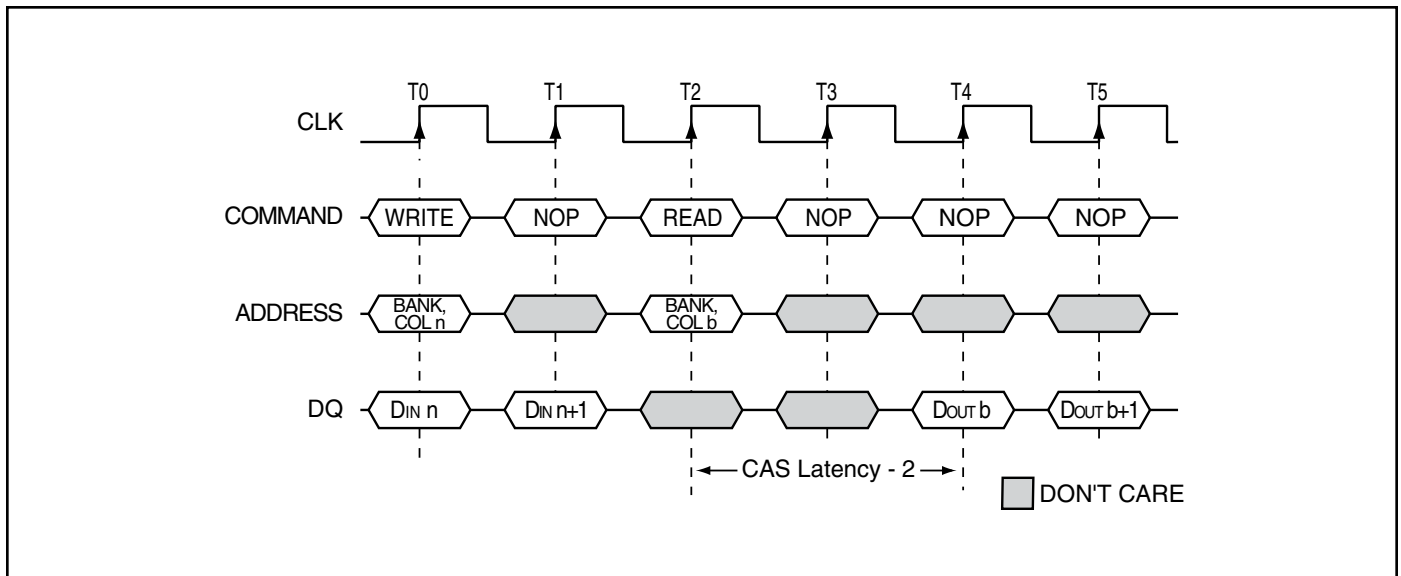 T0 T1 T2 T3 T4 T5
CLK
COMMAND WRITE NOP READ NOP NOP NOP
ADDRESS BANK, COL n BANK, COL b
DQ DIN n DIN n+1 DOUT b DOUT b+1
CAS Latency - 2
DON'T CARE